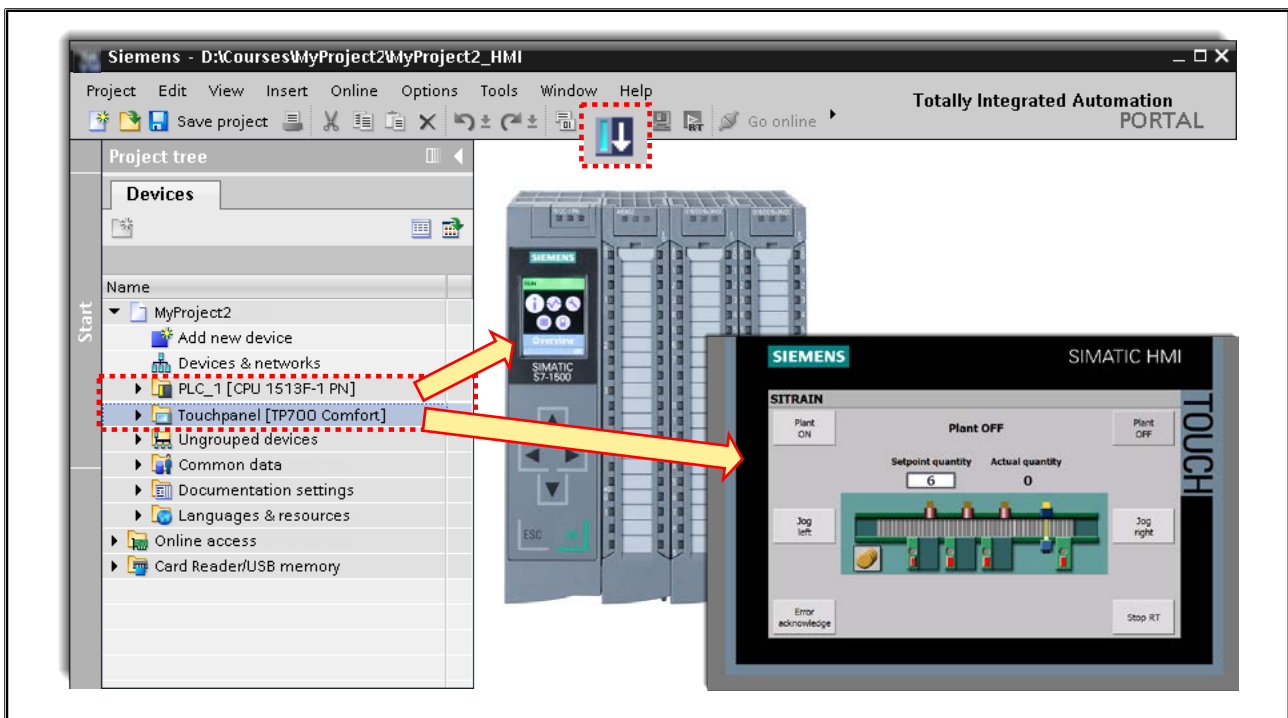 Siemens - D:\Courses\MyProject2\MyProject2_HMI
Project Edit View Insert Online Options Tools Window Help
Totally Integrated Automation
PORTAL
Save project
RT
Go online
Project tree
Devices
Start
Name
MyProject2
Add new device
Devices & networks
PLC_1 [CPU 1513F-1 PN]
Touchpanel [TP700 Comfort]
Ungrouped devices
Common data
Documentation settings
Languages & resources
Online access
Card Reader/USB memory
SIEMENS
Overview
SIMATIC
S7-1500
ESC
SIEMENS
SIMATIC HMI
TOUCH
SITRAIN
Plant
ON
Plant OFF
Plant
OFF
Setpoint quantity Actual quantity
6 0
Jog
left
Jog
right
Error
acknowledge
Stop RT